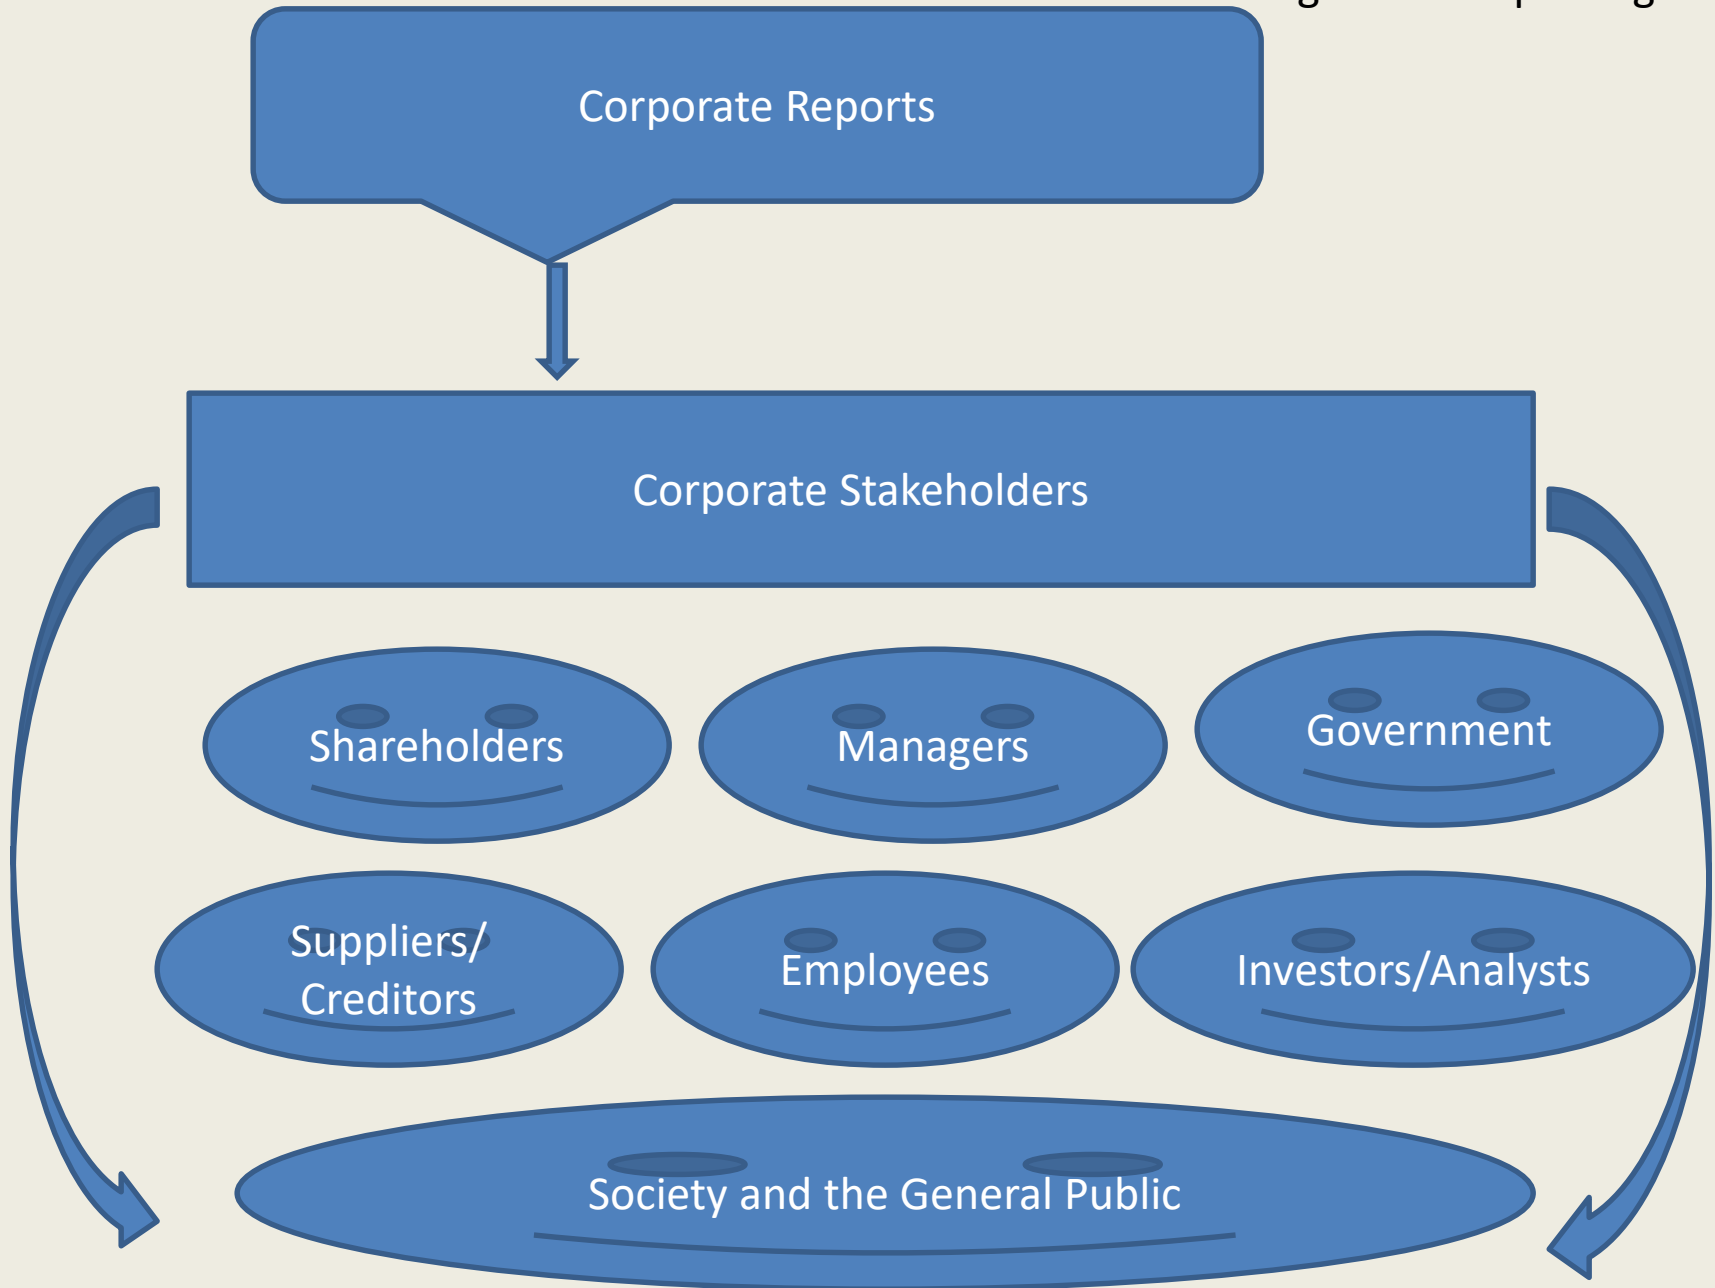 Corporate Reports
Corporate Stakeholders
Shareholders
Managers
Government
Suppliers/
Creditors
Employees
Investors/Analysts
Society and the General Public